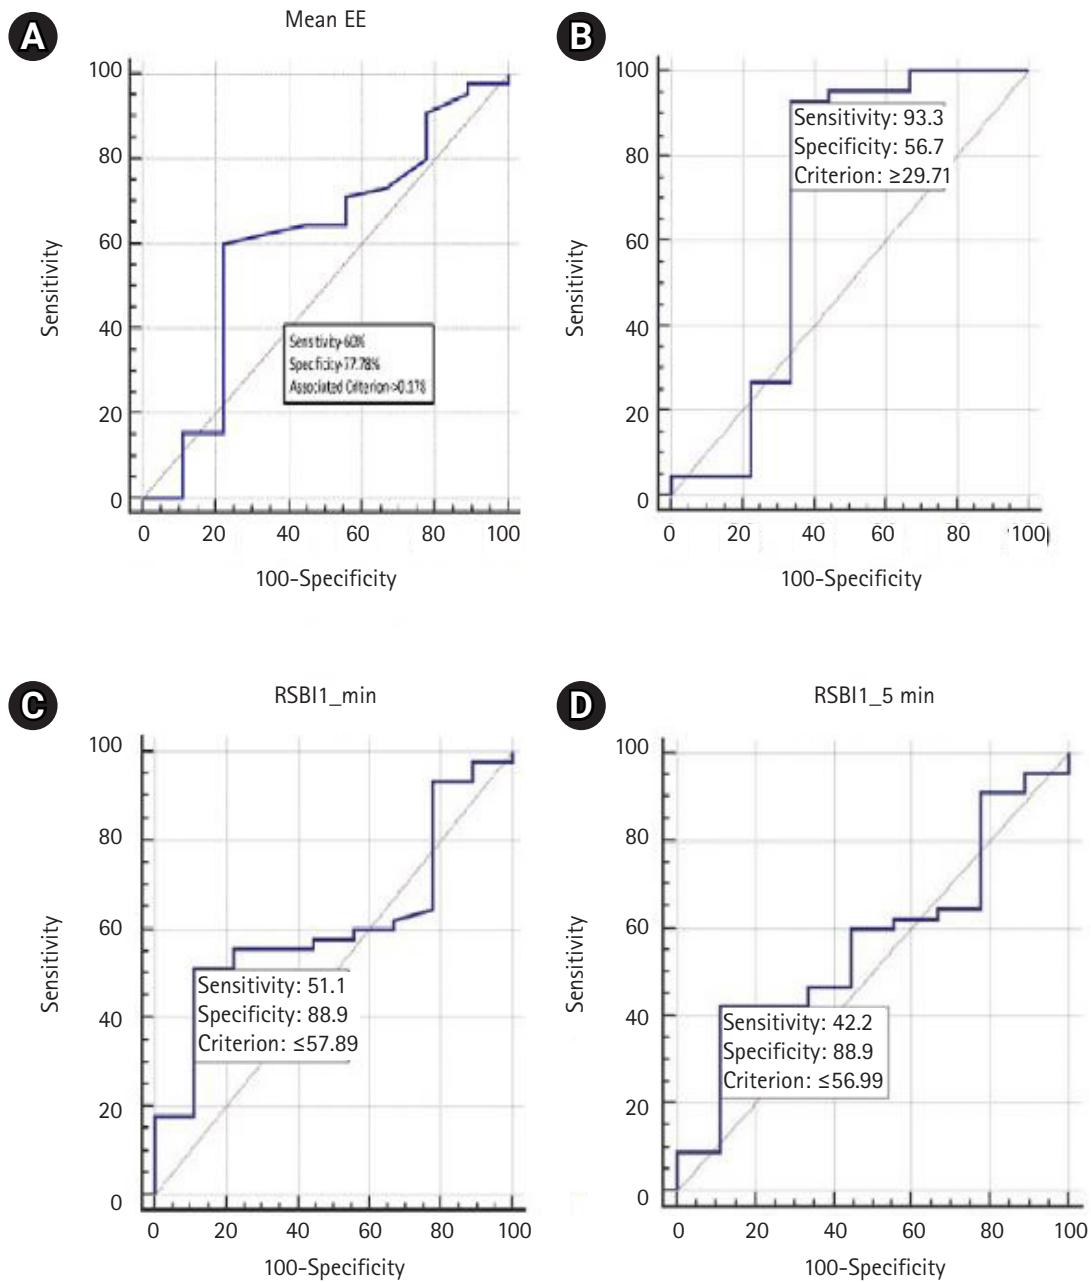 A
Mean EE
100
80
60
40
20
0
Sensitivity
Sensitivity-60%
Specificity-77.78%
Associated Criterion->0.178
0 20 40 60 80 100
100-Specificity
B
100
80
60
40
20
0
Sensitivity
Sensitivity: 93.3
Specificity: 56.7
Criterion: ≥29.71
0 20 40 60 80 100
100-Specificity
C
RSBI1_min
100
80
60
40
20
0
Sensitivity
Sensitivity: 51.1
Specificity: 88.9
Criterion: ≤57.89
0 20 40 60 80 100
100-Specificity
D
RSBI1_5 min
100
80
60
40
20
0
Sensitivity
Sensitivity: 42.2
Specificity: 88.9
Criterion: ≤56.99
0 20 40 60 80 100
100-Specificity